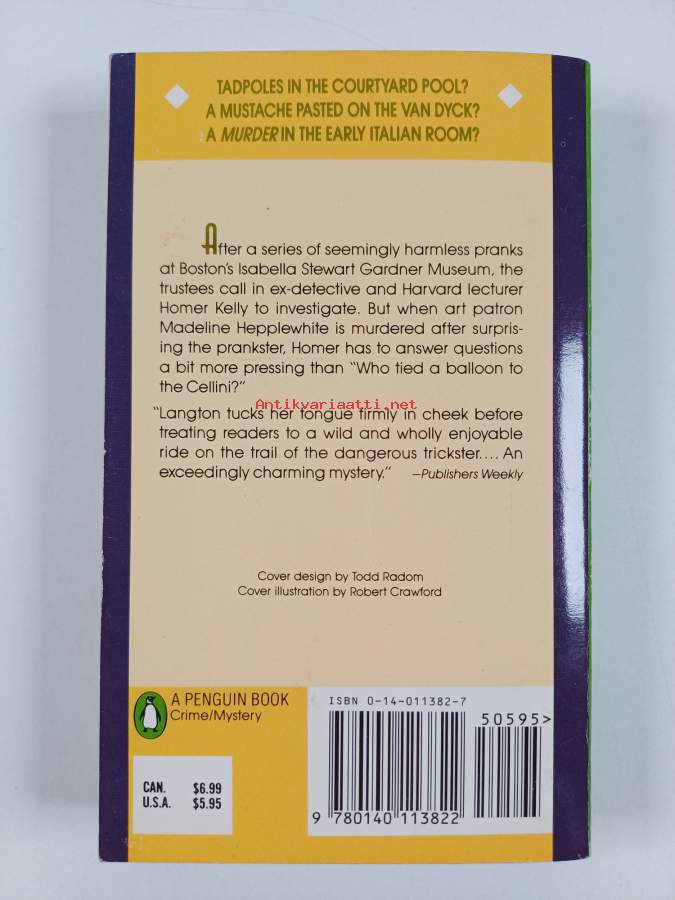 TADPOLES IN THE COURTYARD POOL?
A MUSTACHE PASTED ON THE VAN DYCK?
A MURDER IN THE EARLY ITALIAN ROOM?
After a series of seemingly harmless pranks
at Boston's Isabella Stewart Gardner Museum, the
trustees call in ex-detective and Harvard lecturer
Homer Kelly to investigate. But when art patron
Madeline Hepplewhite is murdered after surpris-
ing the prankster, Homer has to answer questions
a bit more pressing than “Who tied a balloon to
the Cellini?”
Antikvariaatti.net
“Langton tucks her tongue firmly in cheek before
treating readers to a wild and wholly enjoyable
ride on the trail of the dangerous trickster.... An
exceedingly charming mystery.” —Publishers Weekly
Cover design by Todd Radom
Cover illustration by Robert Crawford
A PENGUIN BOOK
Crime/Mystery
CAN. $6.99
U.S.A. $5.95
ISBN 0-14-011382-7
50595>
9 780140 113822